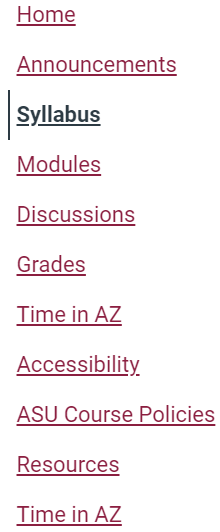 Home
Announcements
Syllabus
Modules
Discussions
Grades
Time in AZ
Accessibility
ASU Course Policies
Resources
Time in AZ